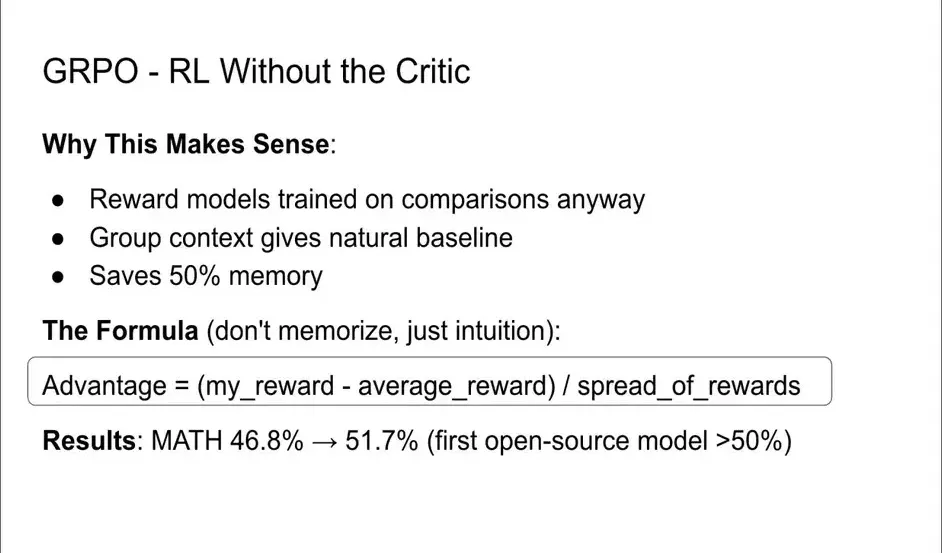 GRPO - RL Without the Critic
Why This Makes Sense:
● Reward models trained on comparisons anyway
● Group context gives natural baseline
● Saves 50% memory
The Formula (don't memorize, just intuition):
Advantage = (my_reward - average_reward) / spread_of_rewards
Results: MATH 46.8% → 51.7% (first open-source model >50%)